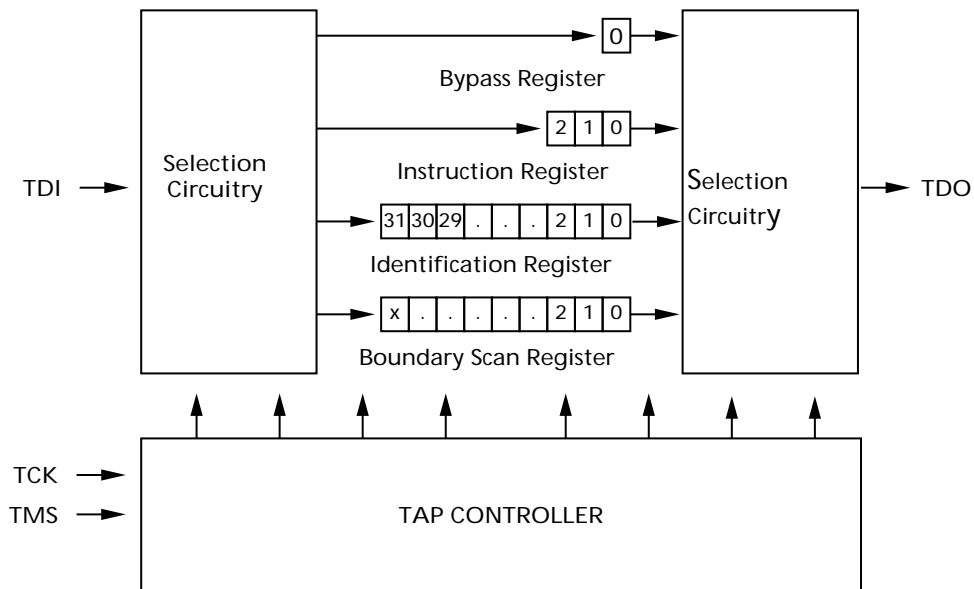 0
Bypass Register
2 1 0
Selection
Circuitry
Instruction Register
Selection
Circuitry
TDI
TDO
31 30 29 . . . 2 1 0
Identification Register
x . . . . . 2 1 0
Boundary Scan Register
TCK
TMS
TAP CONTROLLER